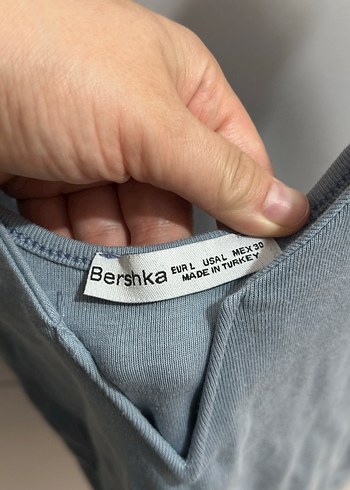 Bershka
EUR L USA L MEX 30
MADE IN TURKEY